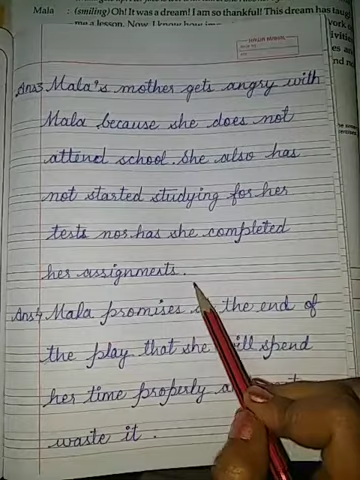 Mala : (smiling) Oh! It was a dream! I am so thankful! This dream has taug
me a lesson. Now, I know how
Ans3 Mala's mother gets angry with
Mala because she does not
attend school. She also has
not started studying for her
tests nor has she completed
her assignments.
Ans4 Mala promises the end of
the play that she will spend
her time properly
waste it.